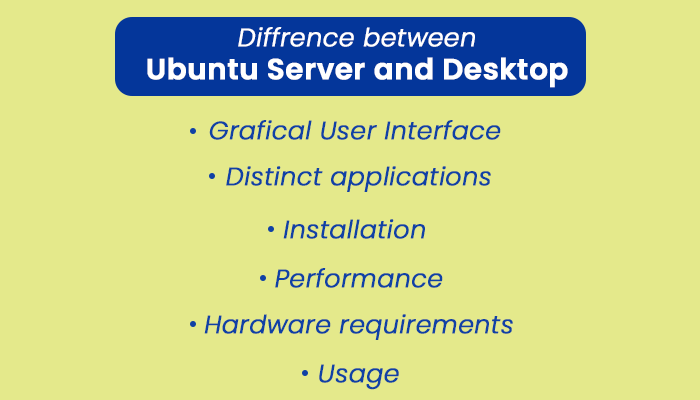 Diffrence between
Ubuntu Server and Desktop
• Grafical User Interface
• Distinct applications
• Installation
• Performance
• Hardware requirements
• Usage